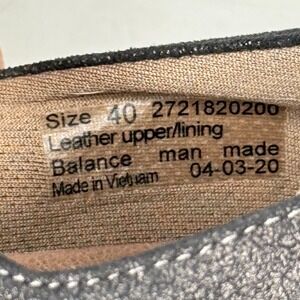 Size 40 2721820200
Leather upper/lining
Balance man made
Made in Vietnam 04-03-20